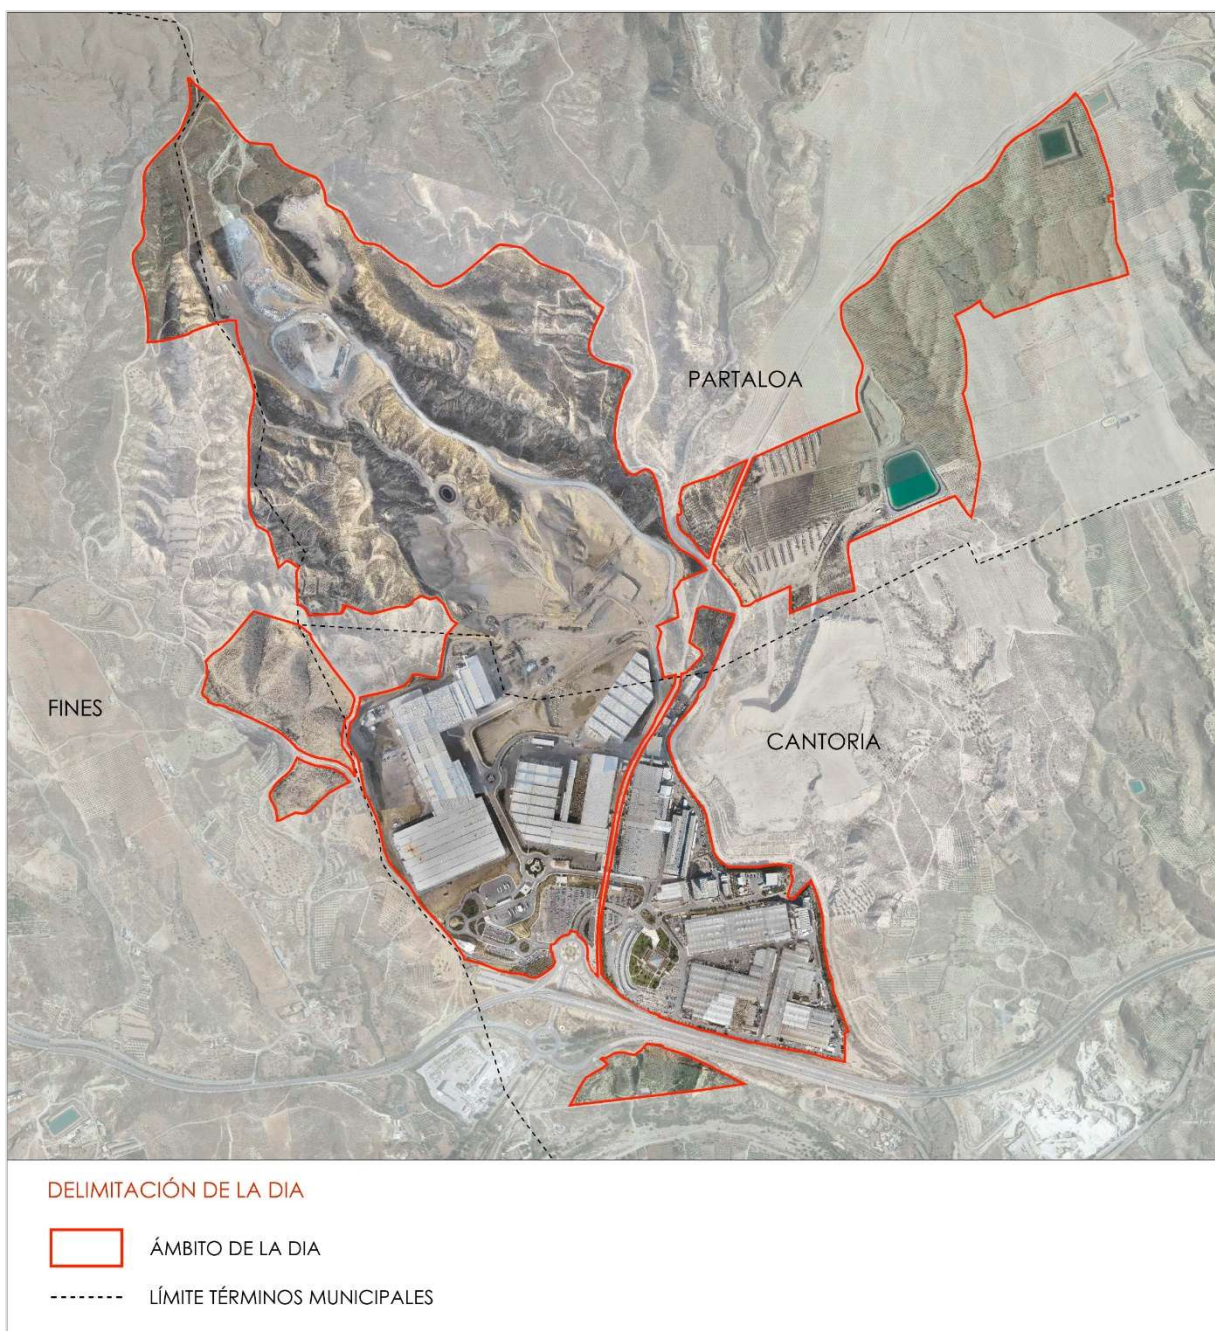 PARTALOA
FINES
CANTORIA
DELIMITACIÓN DE LA DIA
ÁMBITO DE LA DIA
LÍMITE TÉRMINOS MUNICIPALES